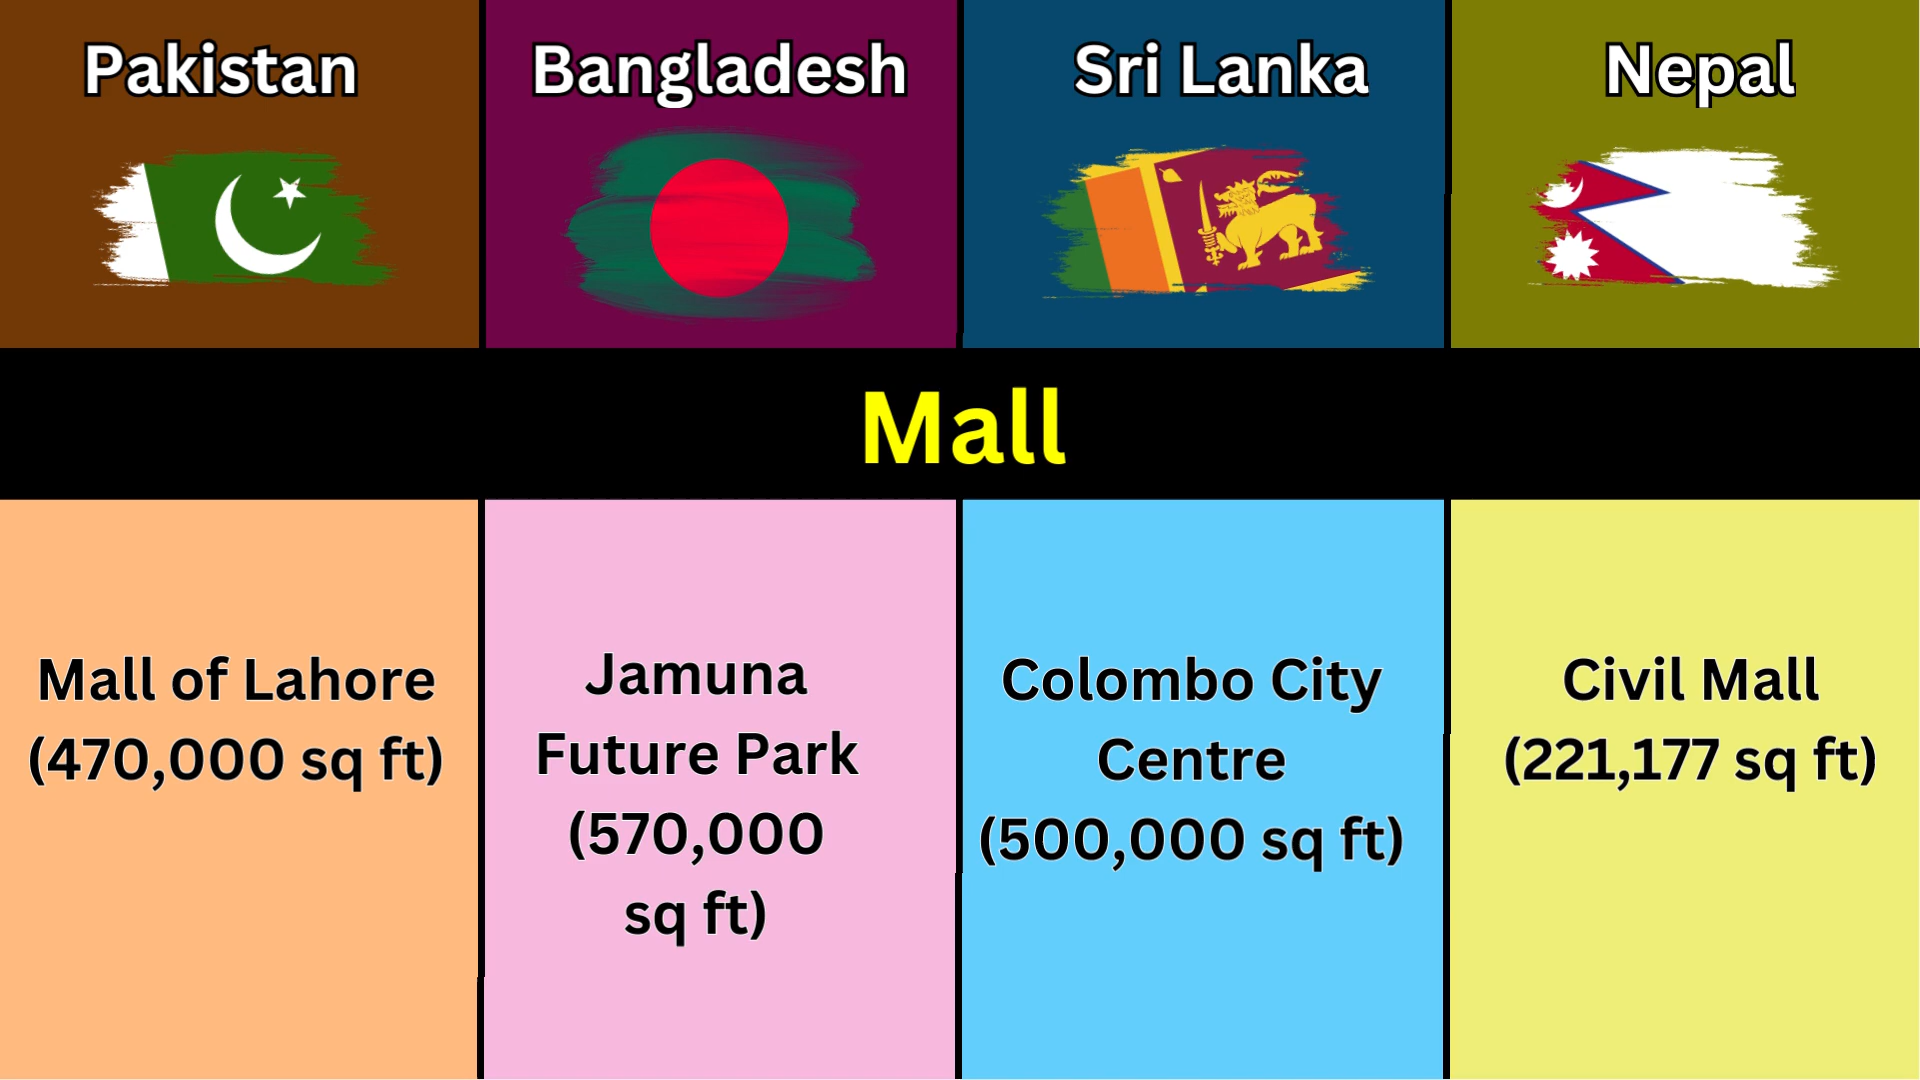 Pakistan
Bangladesh
Sri Lanka
Nepal
Mall
Mall of Lahore
(470,000 sq ft)
Jamuna
Future Park
(570,000
sq ft)
Colombo City
Centre
(500,000 sq ft)
Civil Mall
(221,177 sq ft)